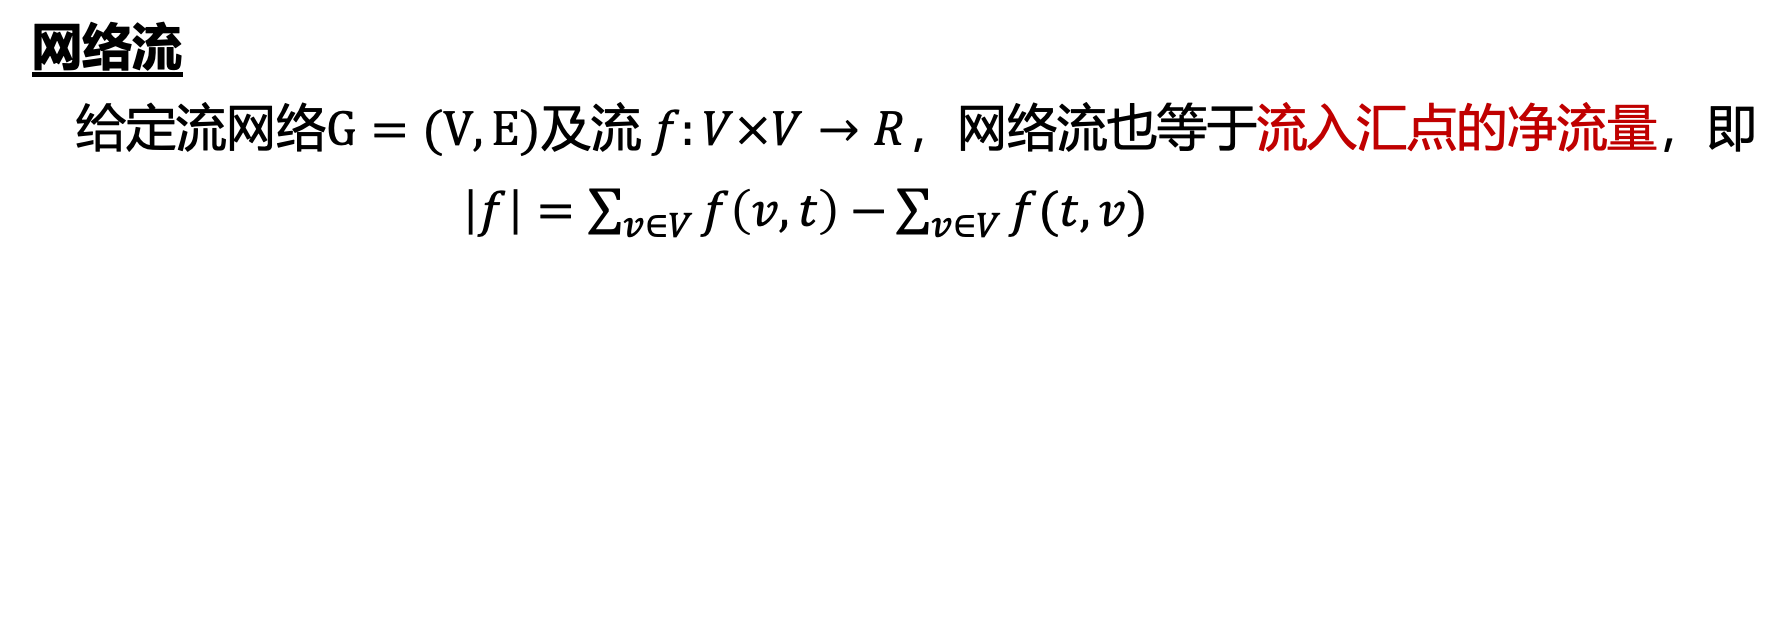 网络流
给定流网络G = (V, E)及流 𝑓: 𝑉×𝑉 → 𝑅，网络流也等于流入汇点的净流量，即
|𝑓| = ∑𝑣∈𝑉 𝑓(𝑣, 𝑡) − ∑𝑣∈𝑉 𝑓(𝑡, 𝑣)